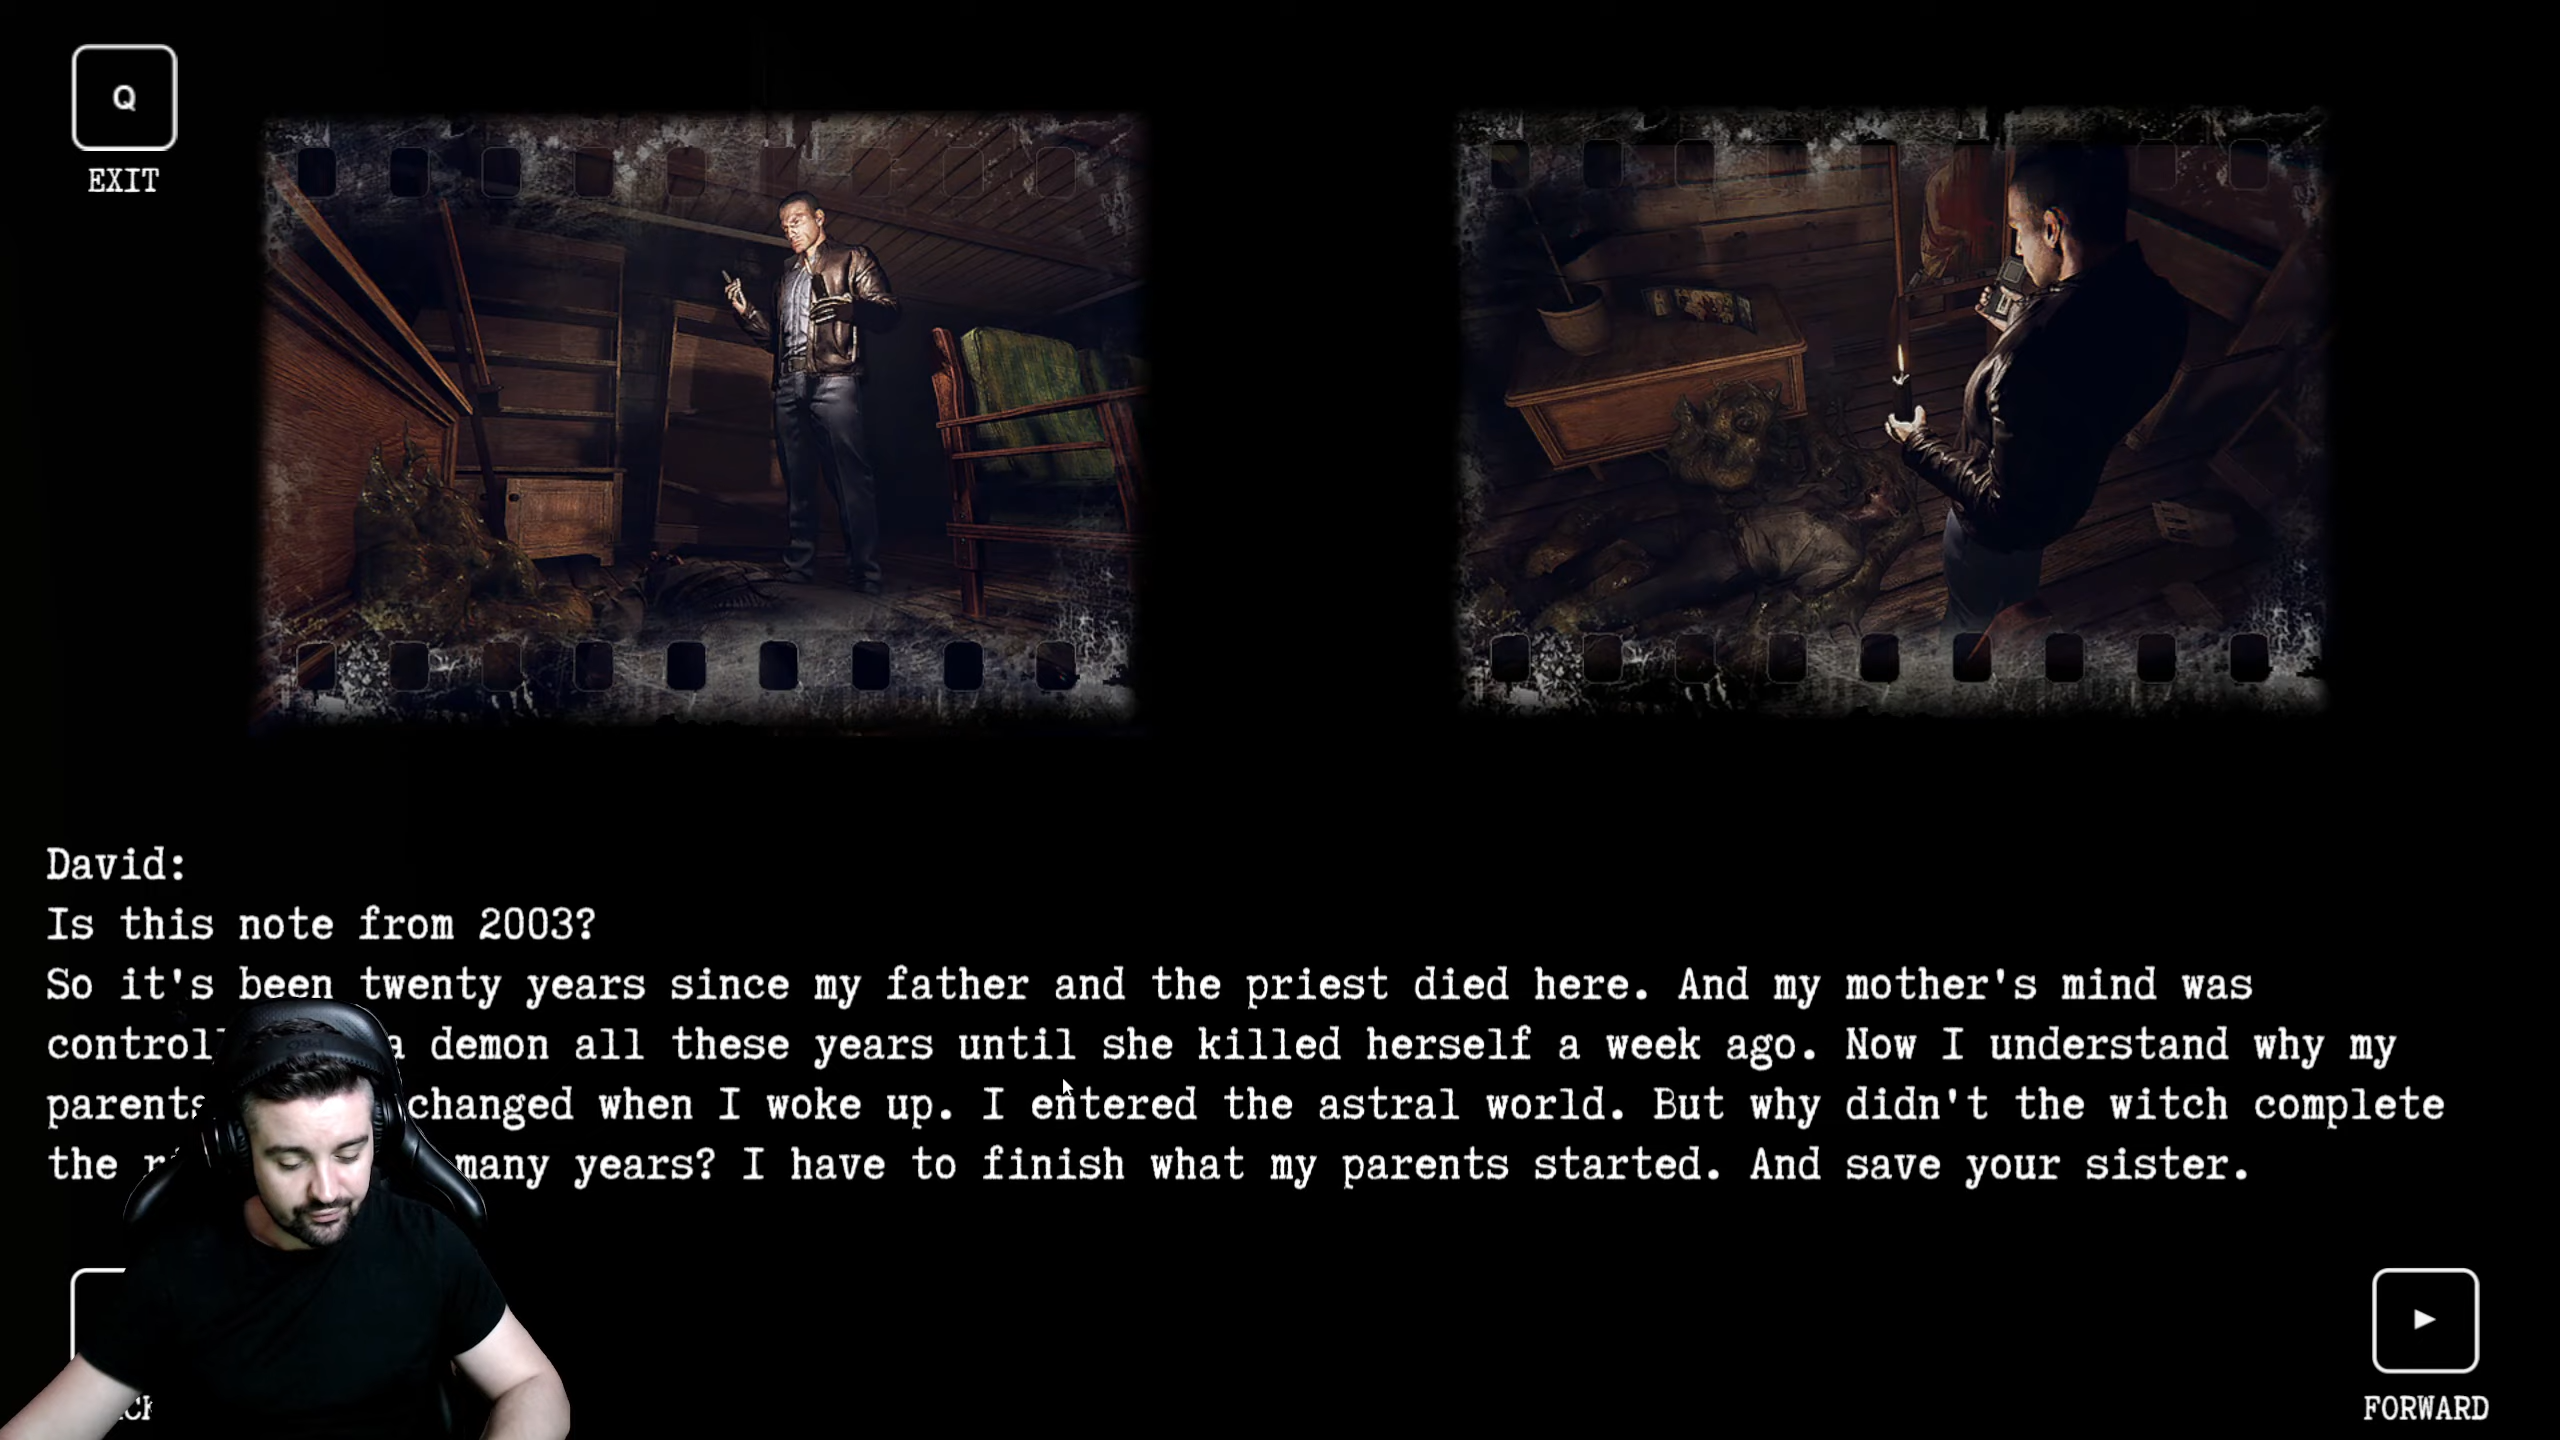 Q
EXIT
David:
Is this note from 2003?
So it's been twenty years since my father and the priest died here. And my mother's mind was
a demon all these years until she killed herself a week ago. Now I understand why my
parents changed when I woke up. I entered the astral world. But why didn't the witch complete
the many years? I have to finish what my parents started. And save your sister.
FORWARD